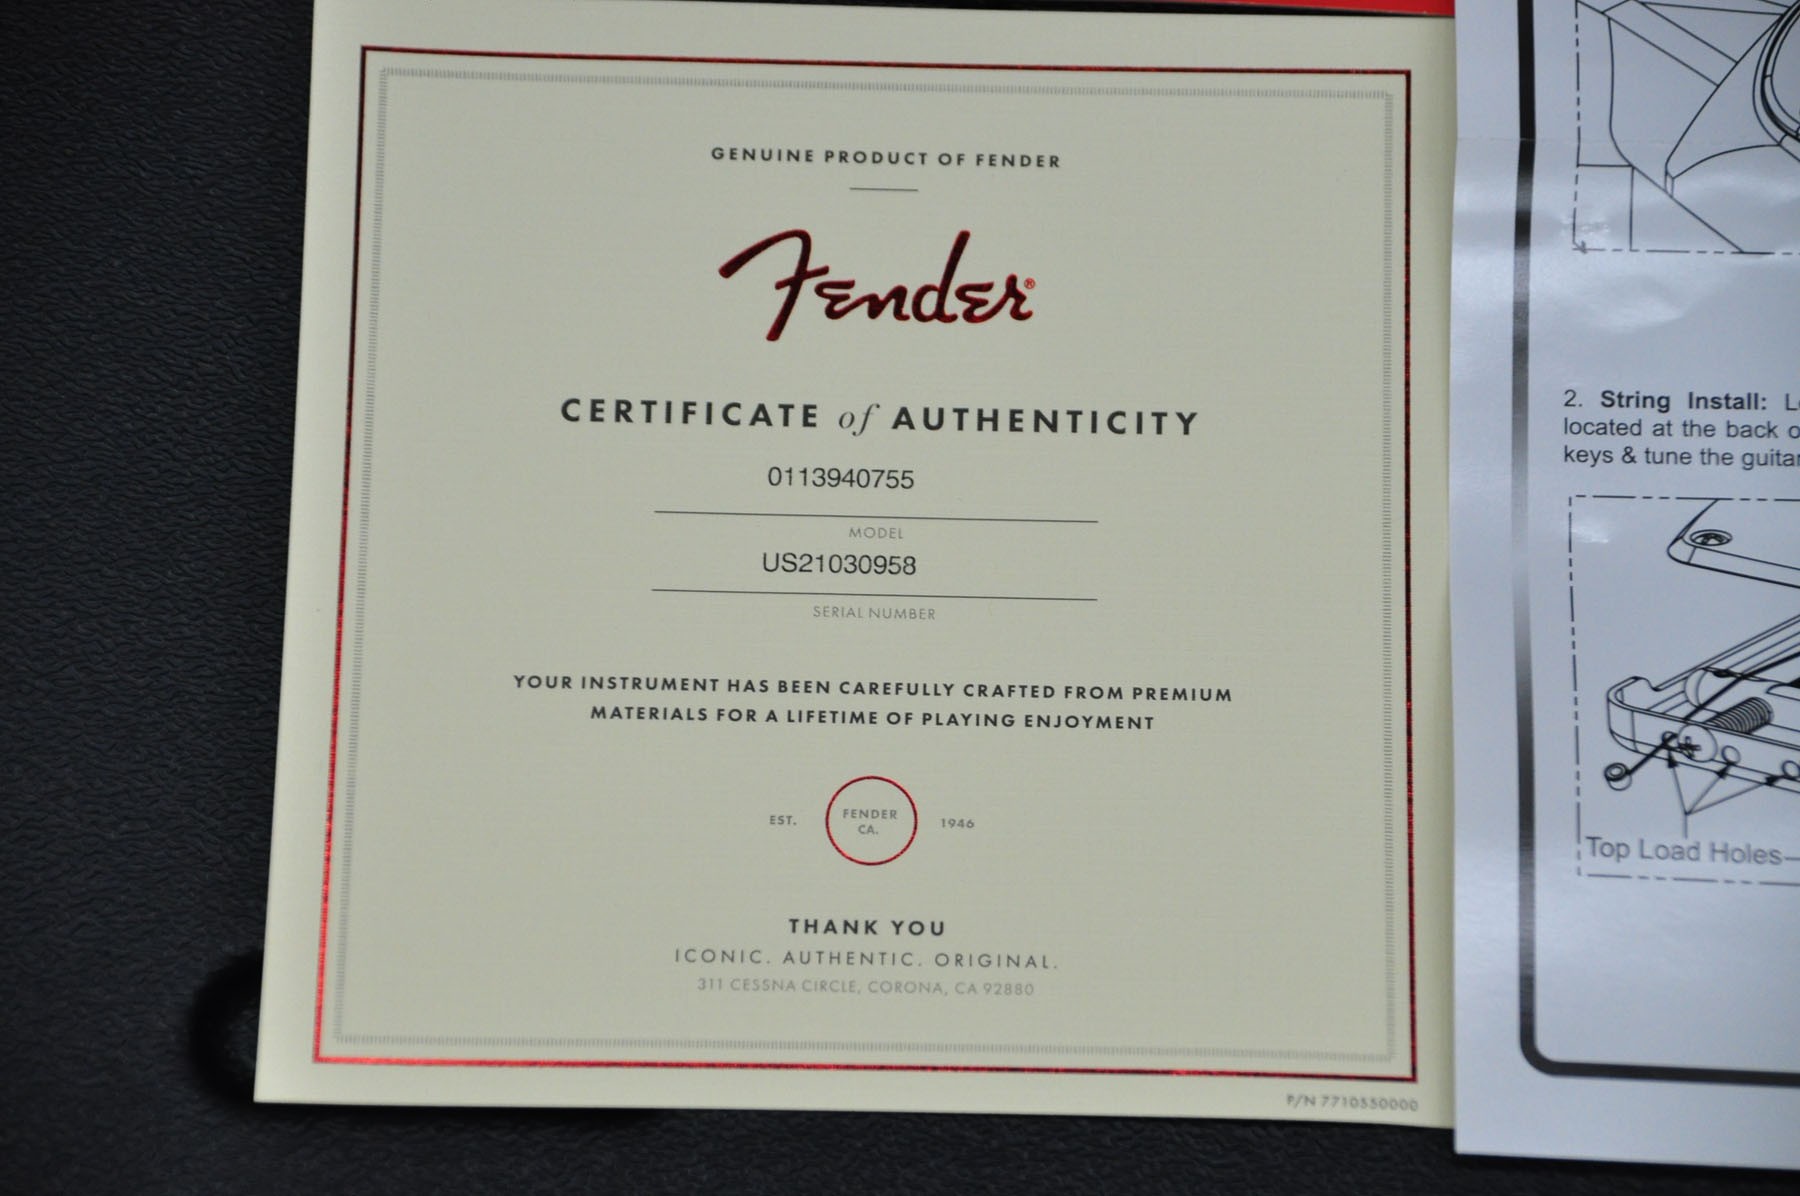 GENUINE PRODUCT OF FENDER
Fender®
CERTIFICATE of AUTHENTICITY
0113940755
MODEL
US21030958
SERIAL NUMBER
YOUR INSTRUMENT HAS BEEN CAREFULLY CRAFTED FROM PREMIUM
MATERIALS FOR A LIFETIME OF PLAYING ENJOYMENT
EST. FENDER CA. 1946
THANK YOU
ICONIC. AUTHENTIC. ORIGINAL.
311 CESSNA CIRCLE, CORONA, CA 92880
P/N 7710550000
2. String Install:
located at the back
keys & tune the guitar
Top Load Holes